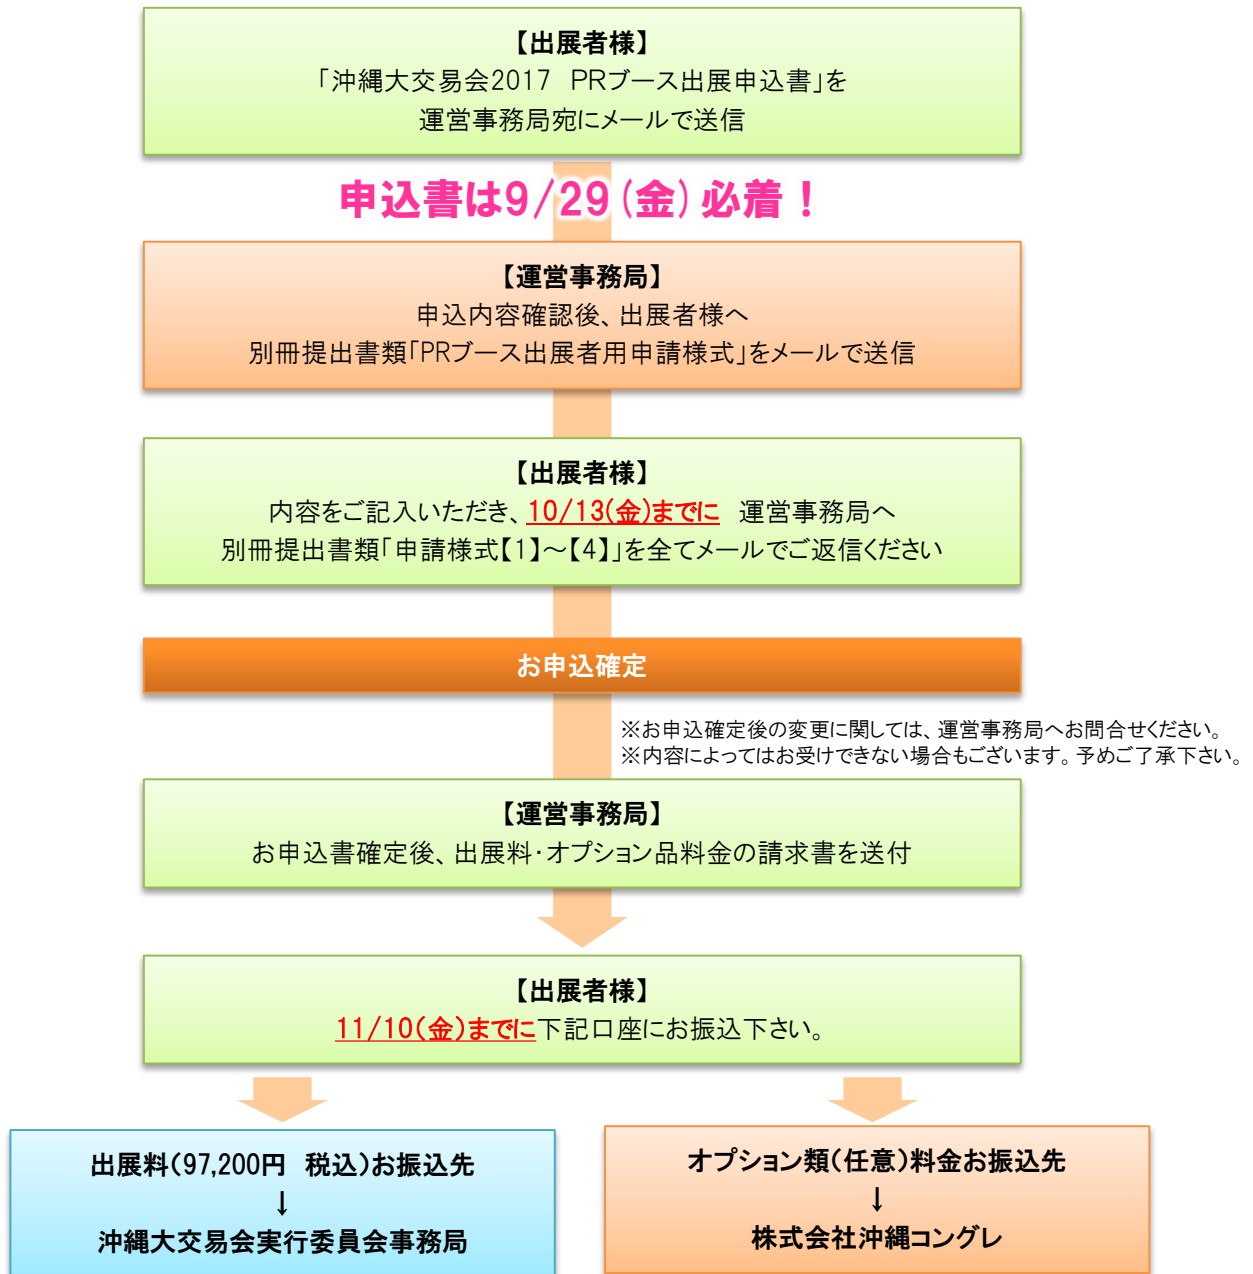 【出展者様】
「沖縄大交易会2017　PRブース出展申込書」を
運営事務局宛にメールで送信
申込書は9/29(金)必着！
【運営事務局】
申込内容確認後、出展者様へ
別冊提出書類「PRブース出展者用申請様式」をメールで送信
【出展者様】
内容をご記入いただき、10/13(金)までに　運営事務局へ
別冊提出書類「申請様式【1】～【4】」を全てメールでご返信ください
お申込確定
※お申込確定後の変更に関しては、運営事務局へお問合せください。
※内容によってはお受けできない場合もございます。予めご了承下さい。
【運営事務局】
お申込書確定後、出展料・オプション品料金の請求書を送付
【出展者様】
11/10(金)までに下記口座にお振込下さい。
出展料(97,200円　税込)お振込先
↓
沖縄大交易会実行委員会事務局
オプション類(任意)料金お振込先
↓
株式会社沖縄コングレ